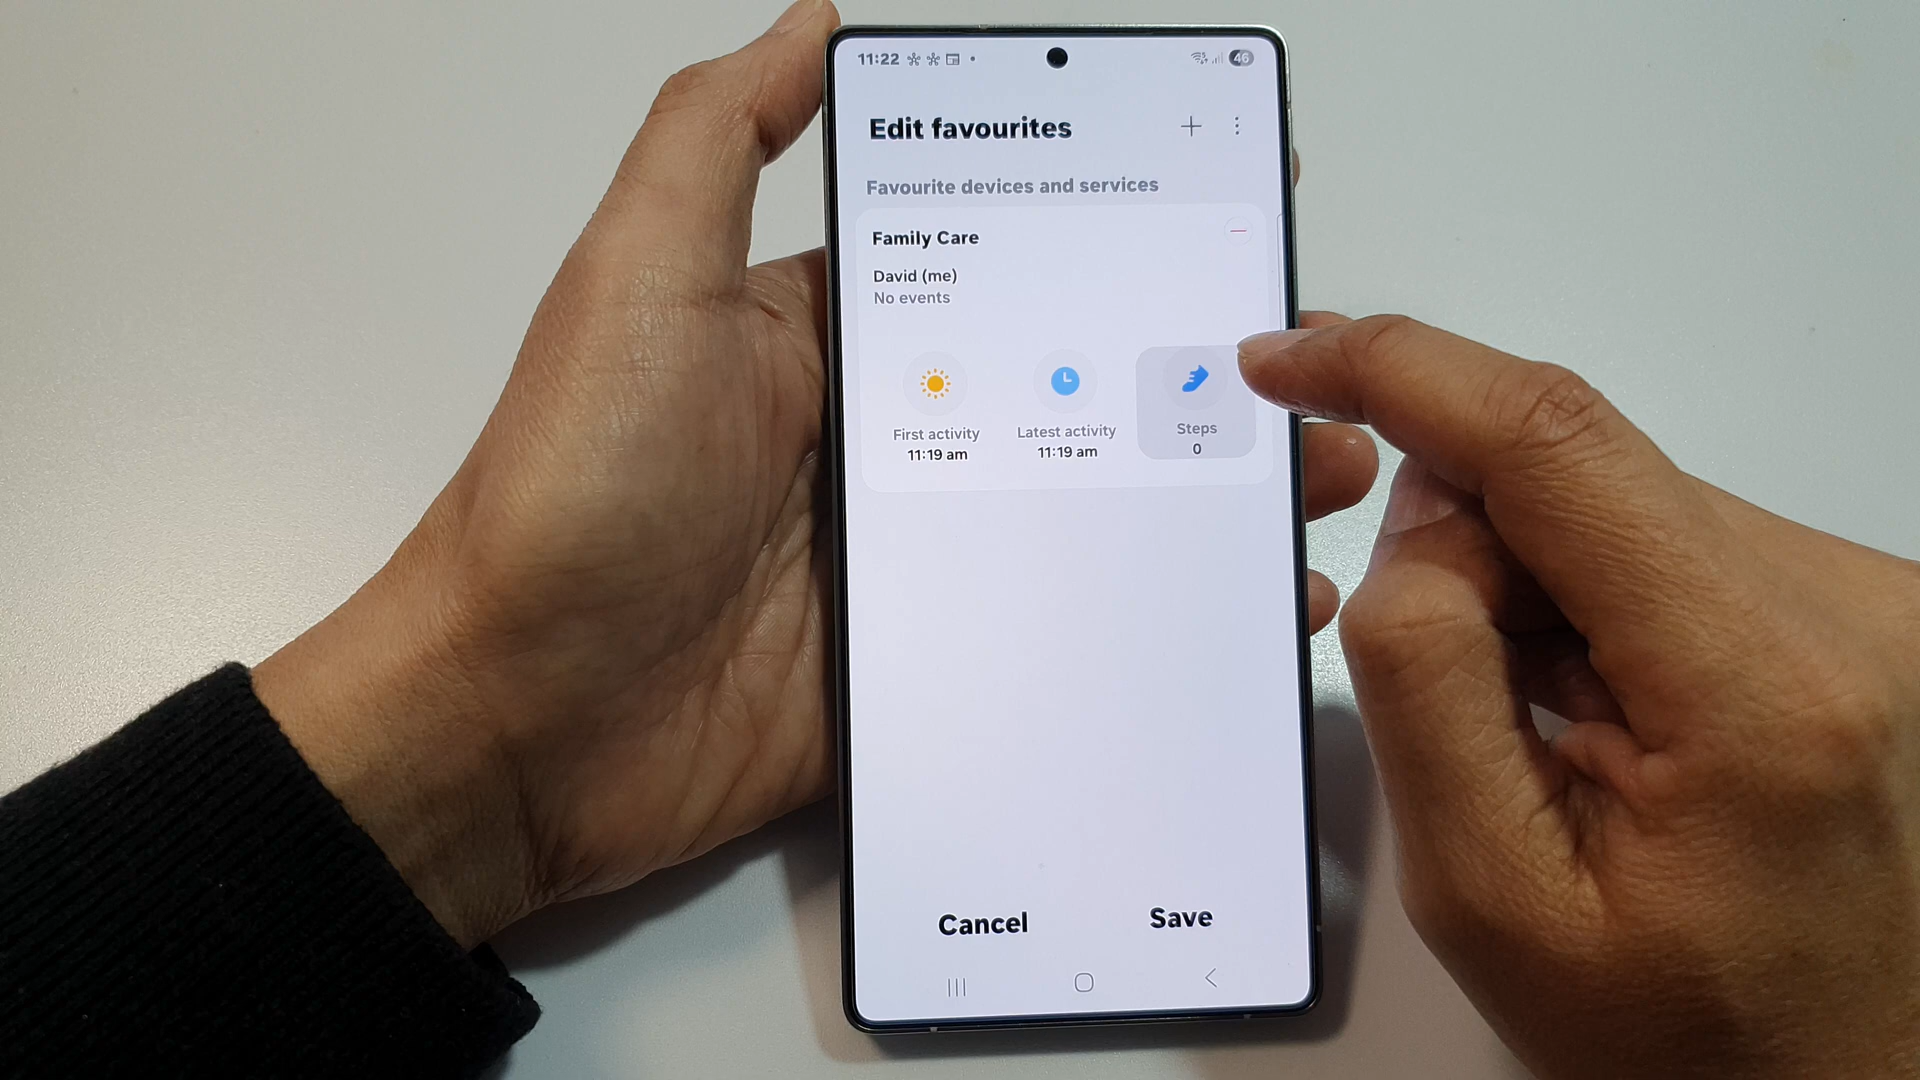 11:22
46
Edit favourites
Favourite devices and services
Family Care
David (me)
No events
First activity
11:19 am
Latest activity
11:19 am
Steps
0
Cancel
Save